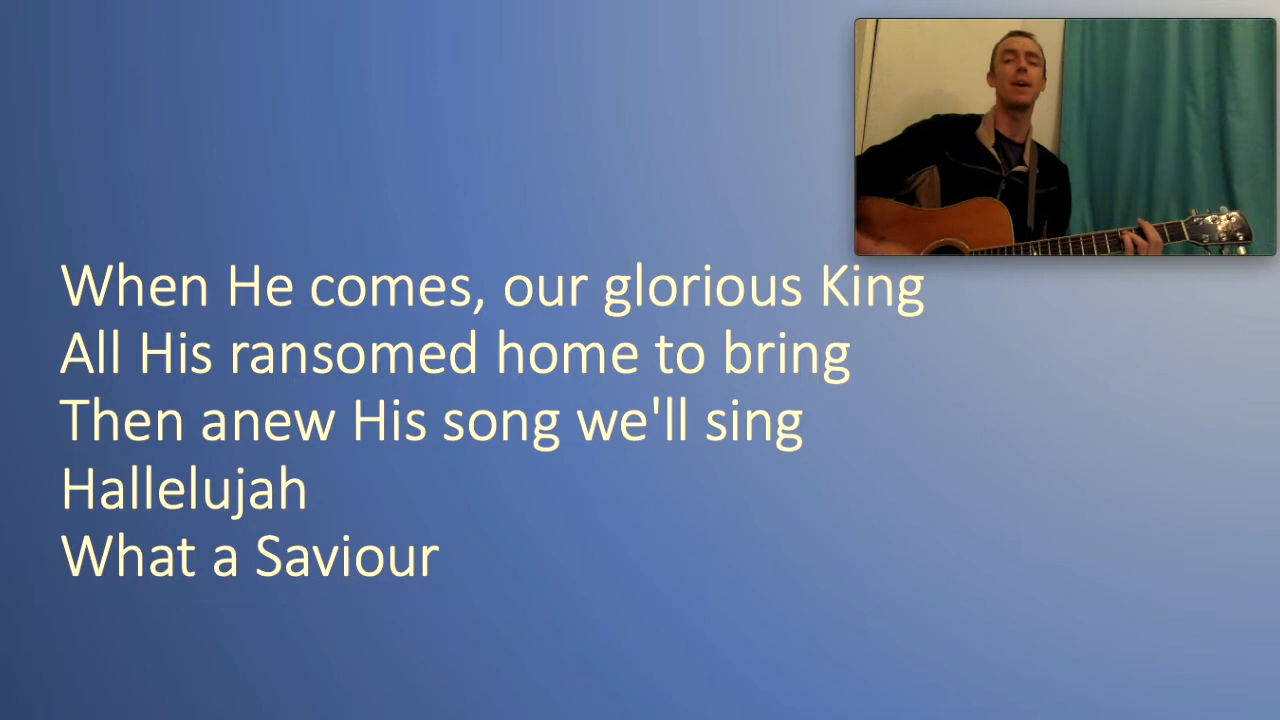 When He comes, our glorious King
All His ransomed home to bring
Then anew His song we'll sing
Hallelujah
What a Saviour